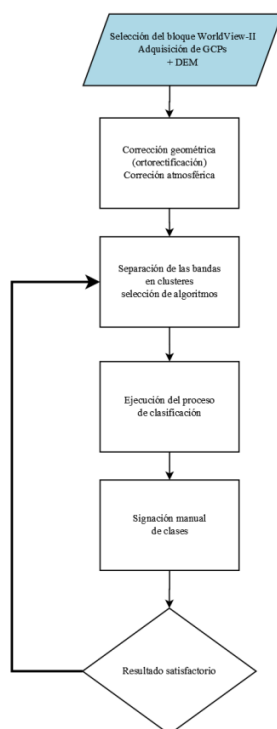 Selección del bloque WorldView-II
Adquisición de GCPs
+ DEM
Corrección geométrica
(ortorectificación)
Correción atmosférica
Separación de las bandas
en clusteres
selección de algoritmos
Ejecución del proceso
de clasificación
Signación manual
de clases
Resultado satisfactorio